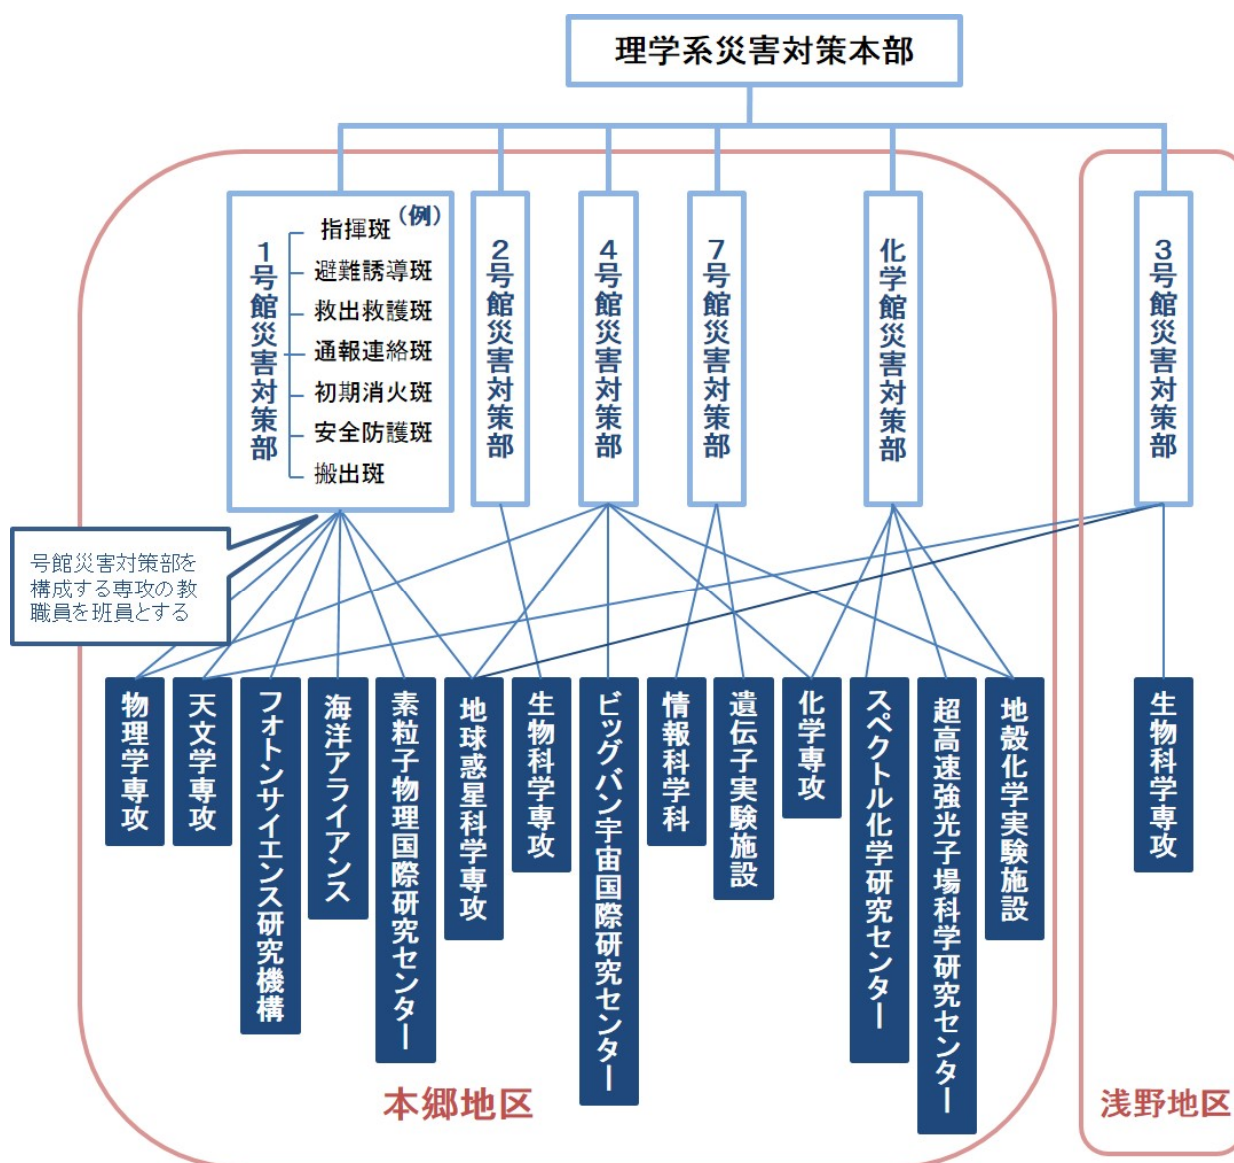 理学系災害対策本部
1号館災害対策部
(例)
指揮斑
避難誘導斑
救出救護斑
通報連絡斑
初期消火斑
安全防護斑
搬出斑
2号館災害対策部
4号館災害対策部
7号館災害対策部
化学館災害対策部
3号館災害対策部
号館災害対策部を
構成する専攻の教
職員を班員とする
物理学専攻
天文学専攻
フォトンサイエンス研究機構
海洋アライアンス
素粒子物理国際研究センター
地球惑星科学専攻
生物科学専攻
ビッグバン宇宙国際研究センター
情報科学科
遺伝子実験施設
化学専攻
スペクトル化学研究センター
超高速強光子場科学研究センター
地殻化学実験施設
生物科学専攻
本郷地区
浅野地区